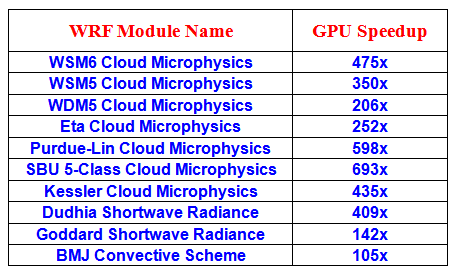 WRF Module Name GPU Speedup
WSM6 Cloud Microphysics 475x
WSM5 Cloud Microphysics 350x
WDM5 Cloud Microphysics 206x
Eta Cloud Microphysics 252x
Purdue-Lin Cloud Microphysics 598x
SBU 5-Class Cloud Microphysics 693x
Kessler Cloud Microphysics 435x
Dudhia Shortwave Radiance 409x
Goddard Shortwave Radiance 142x
BMJ Convective Scheme 105x